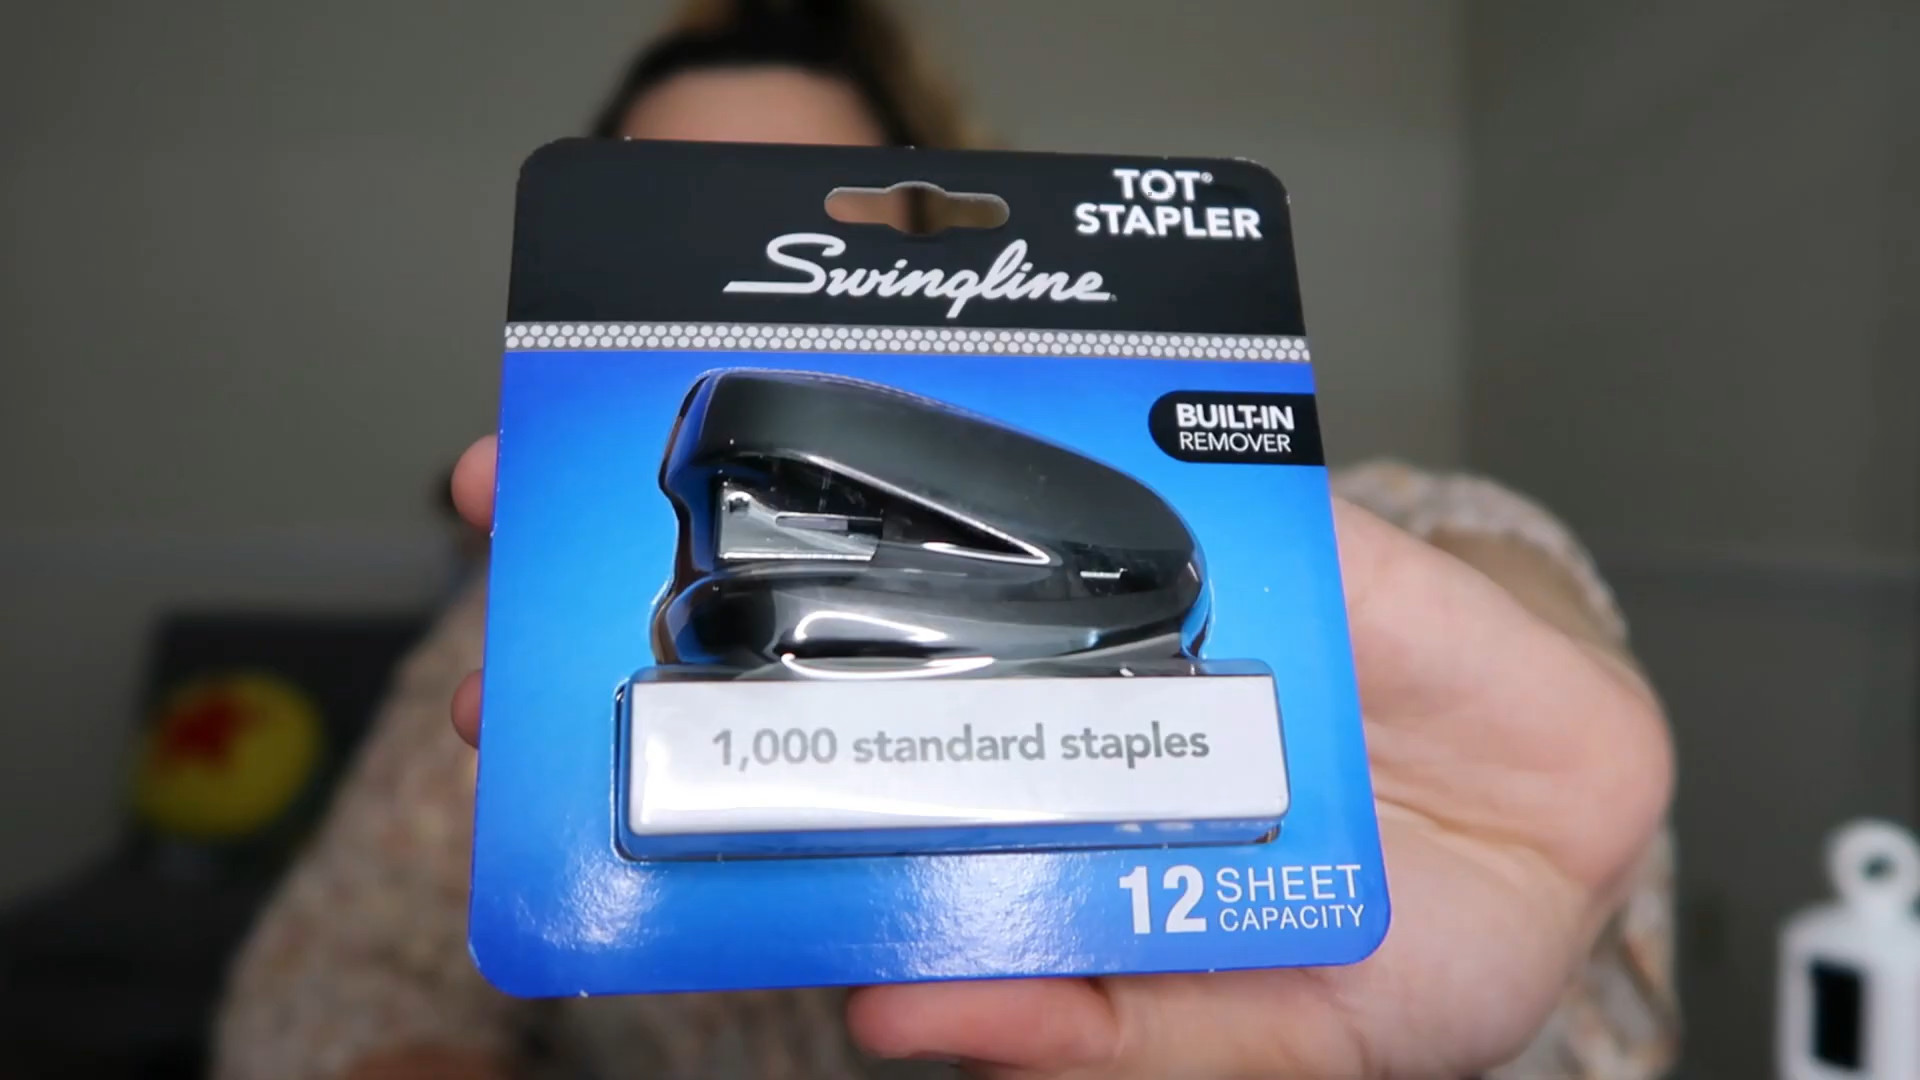 TOT®
STAPLER
Swingline
BUILT-IN
REMOVER
1,000 standard staples
12 SHEET
CAPACITY